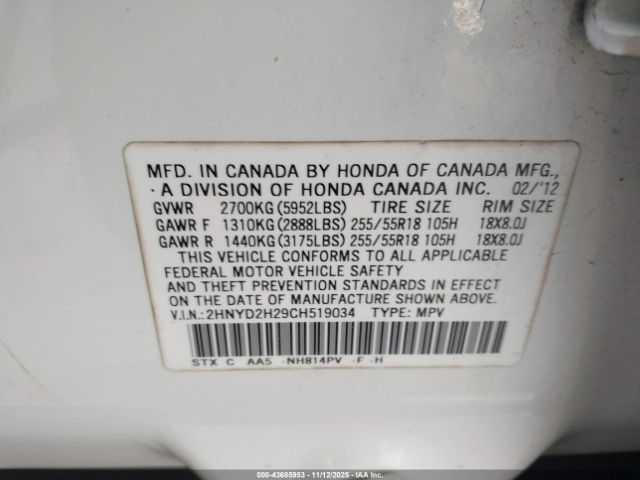 MFD. IN CANADA BY HONDA OF CANADA MFG.,
A DIVISION OF HONDA CANADA INC. 02/'12
GVWR 2700KG(5952LBS) TIRE SIZE RIM SIZE
GAWR F 1310KG(2888LBS) 255/55R18 105H 18X8.0J
GAWR R 1440KG(3175LBS) 255/55R18 105H 18X8.0J
THIS VEHICLE CONFORMS TO ALL APPLICABLE
FEDERAL MOTOR VEHICLE SAFETY
AND THEFT PREVENTION STANDARDS IN EFFECT
ON THE DATE OF MANUFACTURE SHOWN ABOVE.
V.I.N.:2HNYD2H29CH519034 TYPE: MPV
STX C AA5 -NH814PV -F -H
000-43685953 - 11/12/2025 - IAAI.COM